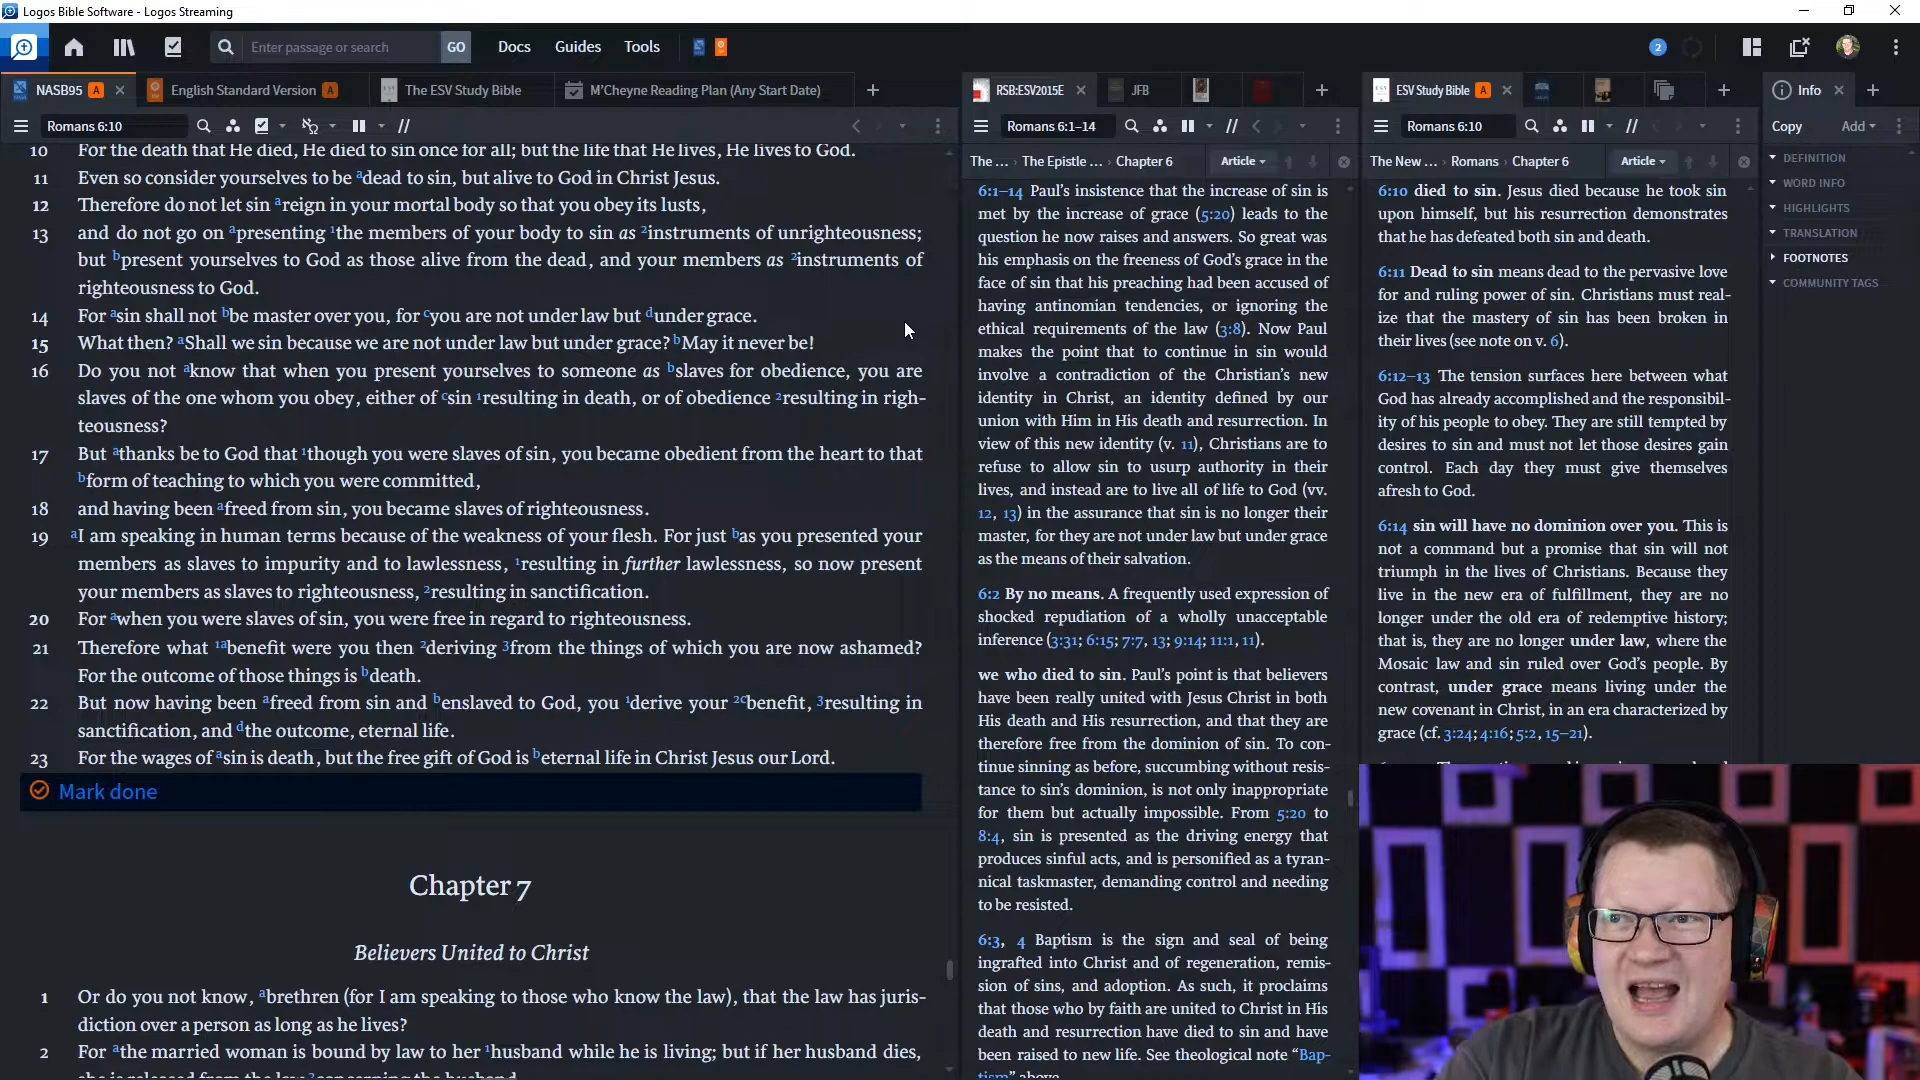 Logos Bible Software - Logos Streaming
Enter passage or search
GO
Docs
Guides
Tools
2
NASB95 A
English Standard Version A
The ESV Study Bible
M'Cheyne Reading Plan (Any Start Date)
Romans 6:10
10 For the death that He died, He died to sin once for all; but the life that He lives, He lives to God.
11 Even so consider yourselves to be ᵃdead to sin, but alive to God in Christ Jesus.
12 Therefore do not let sin ᵃreign in your mortal body so that you obey its lusts,
13 and do not go on ᵃpresenting ¹the members of your body to sin as ²instruments of unrighteousness;
but ᵇpresent yourselves to God as those alive from the dead, and your members as ²instruments of
righteousness to God.
14 For ᵃsin shall not ᵇbe master over you, for ᶜyou are not under law but ᵈunder grace.
15 What then? ᵃShall we sin because we are not under law but under grace? ᵇMay it never be!
16 Do you not ᵃknow that when you present yourselves to someone as ᵇslaves for obedience, you are
slaves of the one whom you obey, either of ᶜsin ¹resulting in death, or of obedience ²resulting in righ-
teousness?
17 But ᵃthanks be to God that ¹though you were slaves of sin, you became obedient from the heart to that
ᵇform of teaching to which you were committed,
18 and having been ᵃfreed from sin, you became slaves of righteousness.
19 ᵃI am speaking in human terms because of the weakness of your flesh. For just ᵇas you presented your
members as slaves to impurity and to lawlessness, ¹resulting in further lawlessness, so now present
your members as slaves to righteousness, ²resulting in sanctification.
20 For ᵃwhen you were slaves of sin, you were free in regard to righteousness.
21 Therefore what ¹ᵃbenefit were you then ²deriving ³from the things of which you are now ashamed?
For the outcome of those things is ᵇdeath.
22 But now having been ᵃfreed from sin and ᵇenslaved to God, you ¹derive your ²ᶜbenefit, ³resulting in
sanctification, and ᵈthe outcome, eternal life.
23 For the wages of ᵃsin is death, but the free gift of God is ᵇeternal life in Christ Jesus our Lord.
Mark done
Chapter 7
Believers United to Christ
1 Or do you not know, ᵃbrethren (for I am speaking to those who know the law), that the law has juris-
diction over a person as long as he lives?
2 For ᵃthe married woman is bound by law to her ¹husband while he is living; but if her husband dies,
RSB:ESV2015E
JFB
Romans 6:1–14
The ... › The Epistle ... › Chapter 6
Article
6:1–14 Paul's insistence that the increase of sin is
met by the increase of grace (5:20) leads to the
question he now raises and answers. So great was
his emphasis on the freeness of God's grace in the
face of sin that his preaching had been accused of
having antinomian tendencies, or ignoring the
ethical requirements of the law (3:8). Now Paul
makes the point that to continue in sin would
involve a contradiction of the Christian's new
identity in Christ, an identity defined by our
union with Him in His death and resurrection. In
view of this new identity (v. 11), Christians are to
refuse to allow sin to usurp authority in their
lives, and instead are to live all of life to God (vv.
12, 13) in the assurance that sin is no longer their
master, for they are not under law but under grace
as the means of their salvation.
6:2 By no means. A frequently used expression of
shocked repudiation of a wholly unacceptable
inference (3:31; 6:15; 7:7, 13; 9:14; 11:1, 11).
we who died to sin. Paul's point is that believers
have been really united with Jesus Christ in both
His death and His resurrection, and that they are
therefore free from the dominion of sin. To con-
tinue sinning as before, succumbing without resis-
tance to sin's dominion, is not only inappropriate
for them but actually impossible. From 5:20 to
8:4, sin is presented as the driving energy that
produces sinful acts, and is personified as a tyran-
nical taskmaster, demanding control and needing
to be resisted.
6:3, 4 Baptism is the sign and seal of being
ingrafted into Christ and of regeneration, remis-
sion of sins, and adoption. As such, it proclaims
that those who by faith are united to Christ in His
death and resurrection have died to sin and have
been raised to new life. See theological note “Bap-
tism” above.
ESV Study Bible A
Romans 6:10
The New ... › Romans › Chapter 6
Article
6:10 died to sin. Jesus died because he took sin
upon himself, but his resurrection demonstrates
that he has defeated both sin and death.
6:11 Dead to sin means dead to the pervasive love
for and ruling power of sin. Christians must real-
ize that the mastery of sin has been broken in
their lives (see note on v. 6).
6:12–13 The tension surfaces here between what
God has already accomplished and the responsibil-
ity of his people to obey. They are still tempted by
desires to sin and must not let those desires gain
control. Each day they must give themselves
afresh to God.
6:14 sin will have no dominion over you. This is
not a command but a promise that sin will not
triumph in the lives of Christians. Because they
live in the new era of fulfillment, they are no
longer under the old era of redemptive history;
that is, they are no longer under law, where the
Mosaic law and sin ruled over God's people. By
contrast, under grace means living under the
new covenant in Christ, in an era characterized by
grace (cf. 3:24; 4:16; 5:2, 15–21).
Info
Copy
Add
DEFINITION
WORD INFO
HIGHLIGHTS
TRANSLATION
FOOTNOTES
COMMUNITY TAGS